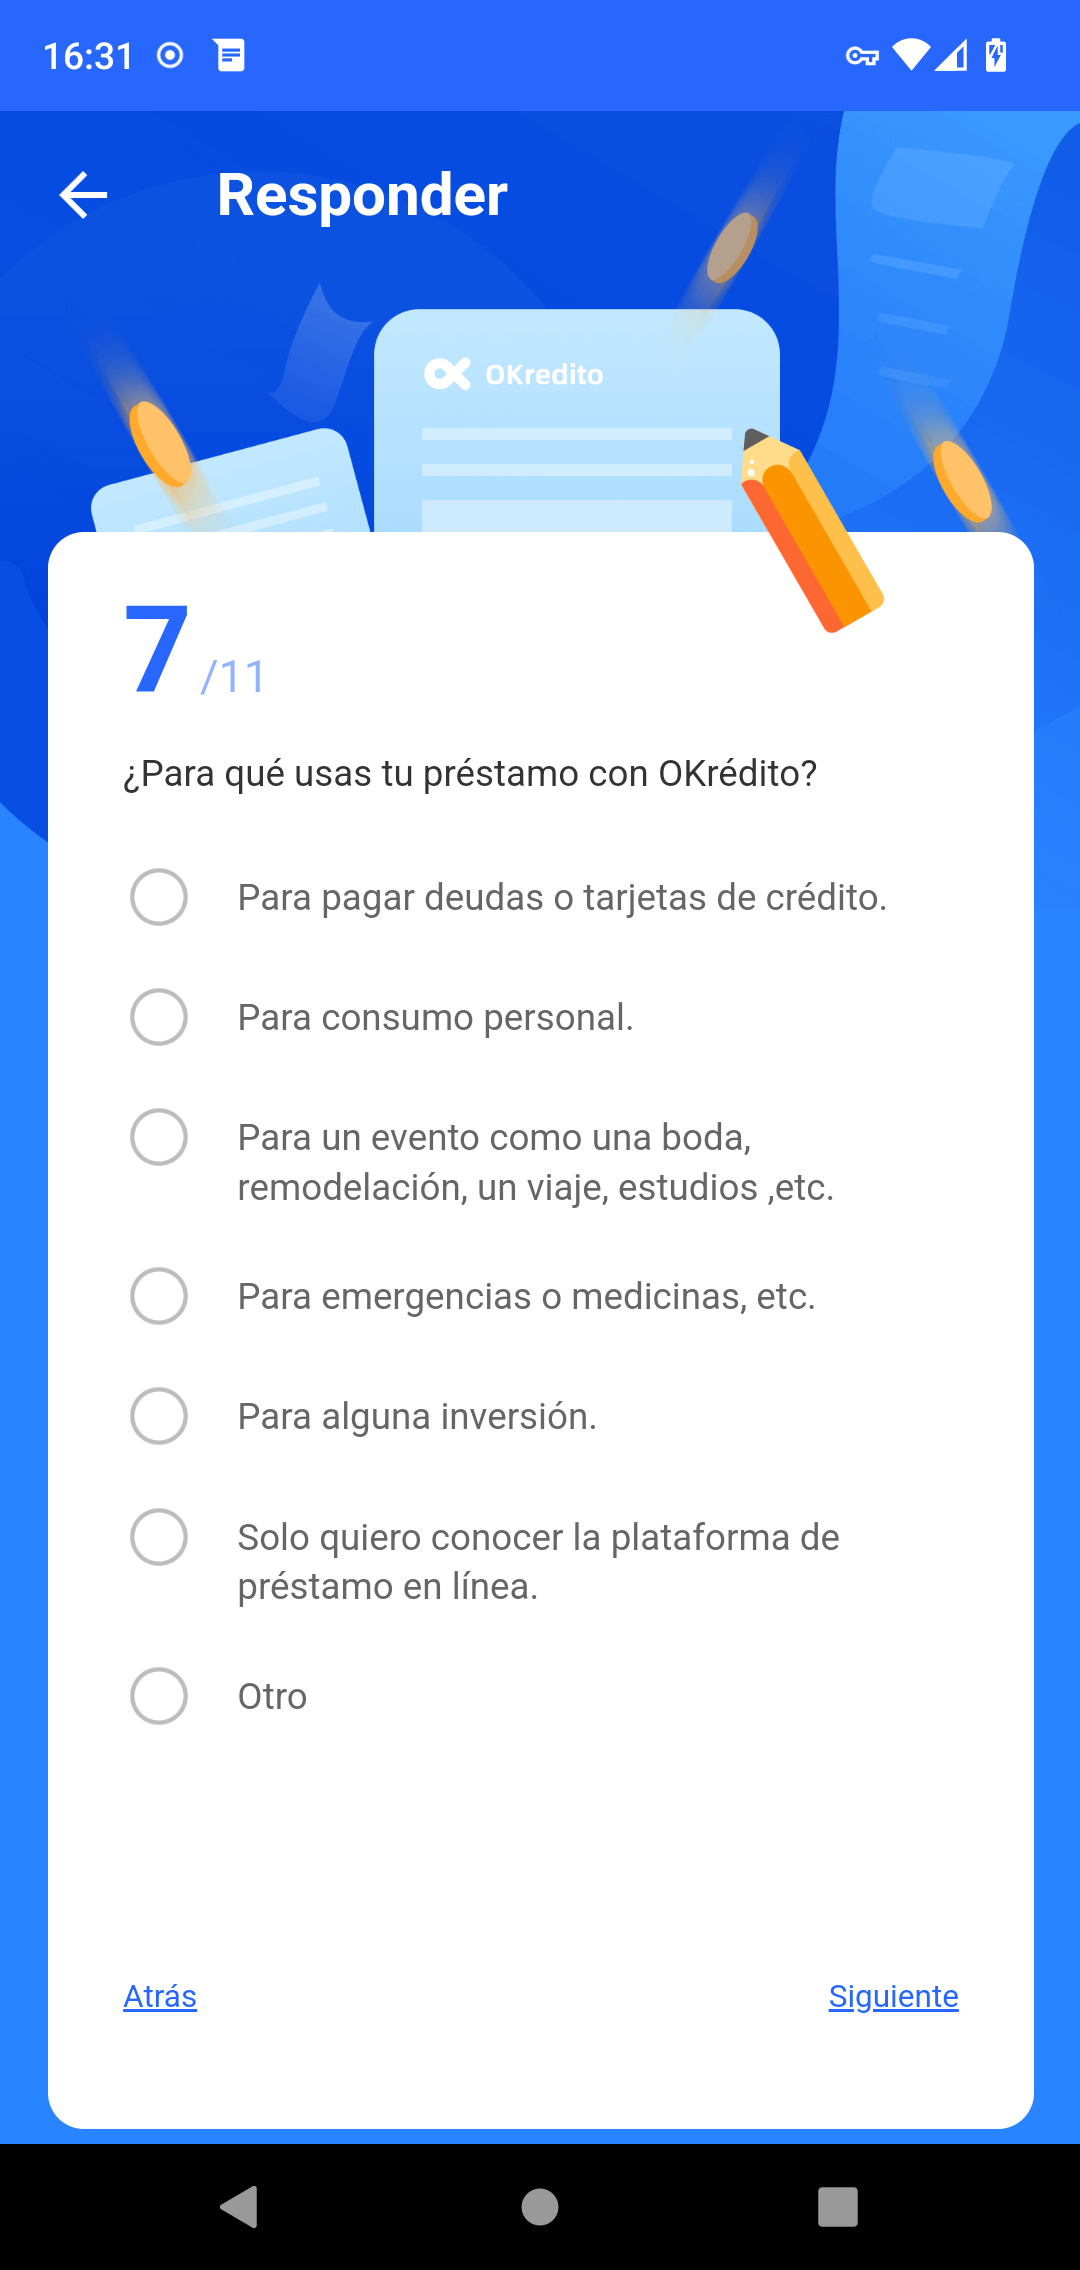 16:31
Responder
OKredito
7 /11
¿Para qué usas tu préstamo con OKrédito?
Para pagar deudas o tarjetas de crédito.
Para consumo personal.
Para un evento como una boda,
remodelación, un viaje, estudios ,etc.
Para emergencias o medicinas, etc.
Para alguna inversión.
Solo quiero conocer la plataforma de
préstamo en línea.
Otro
Atrás
Siguiente